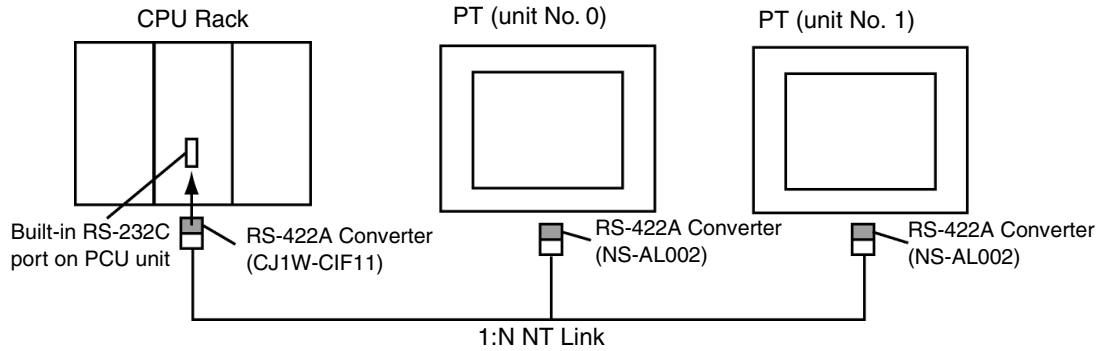 CPU Rack
PT (unit No. 0)
PT (unit No. 1)
Built-in RS-232C
port on PCU unit
RS-422A Converter
(CJ1W-CIF11)
RS-422A Converter
(NS-AL002)
RS-422A Converter
(NS-AL002)
1:N NT Link